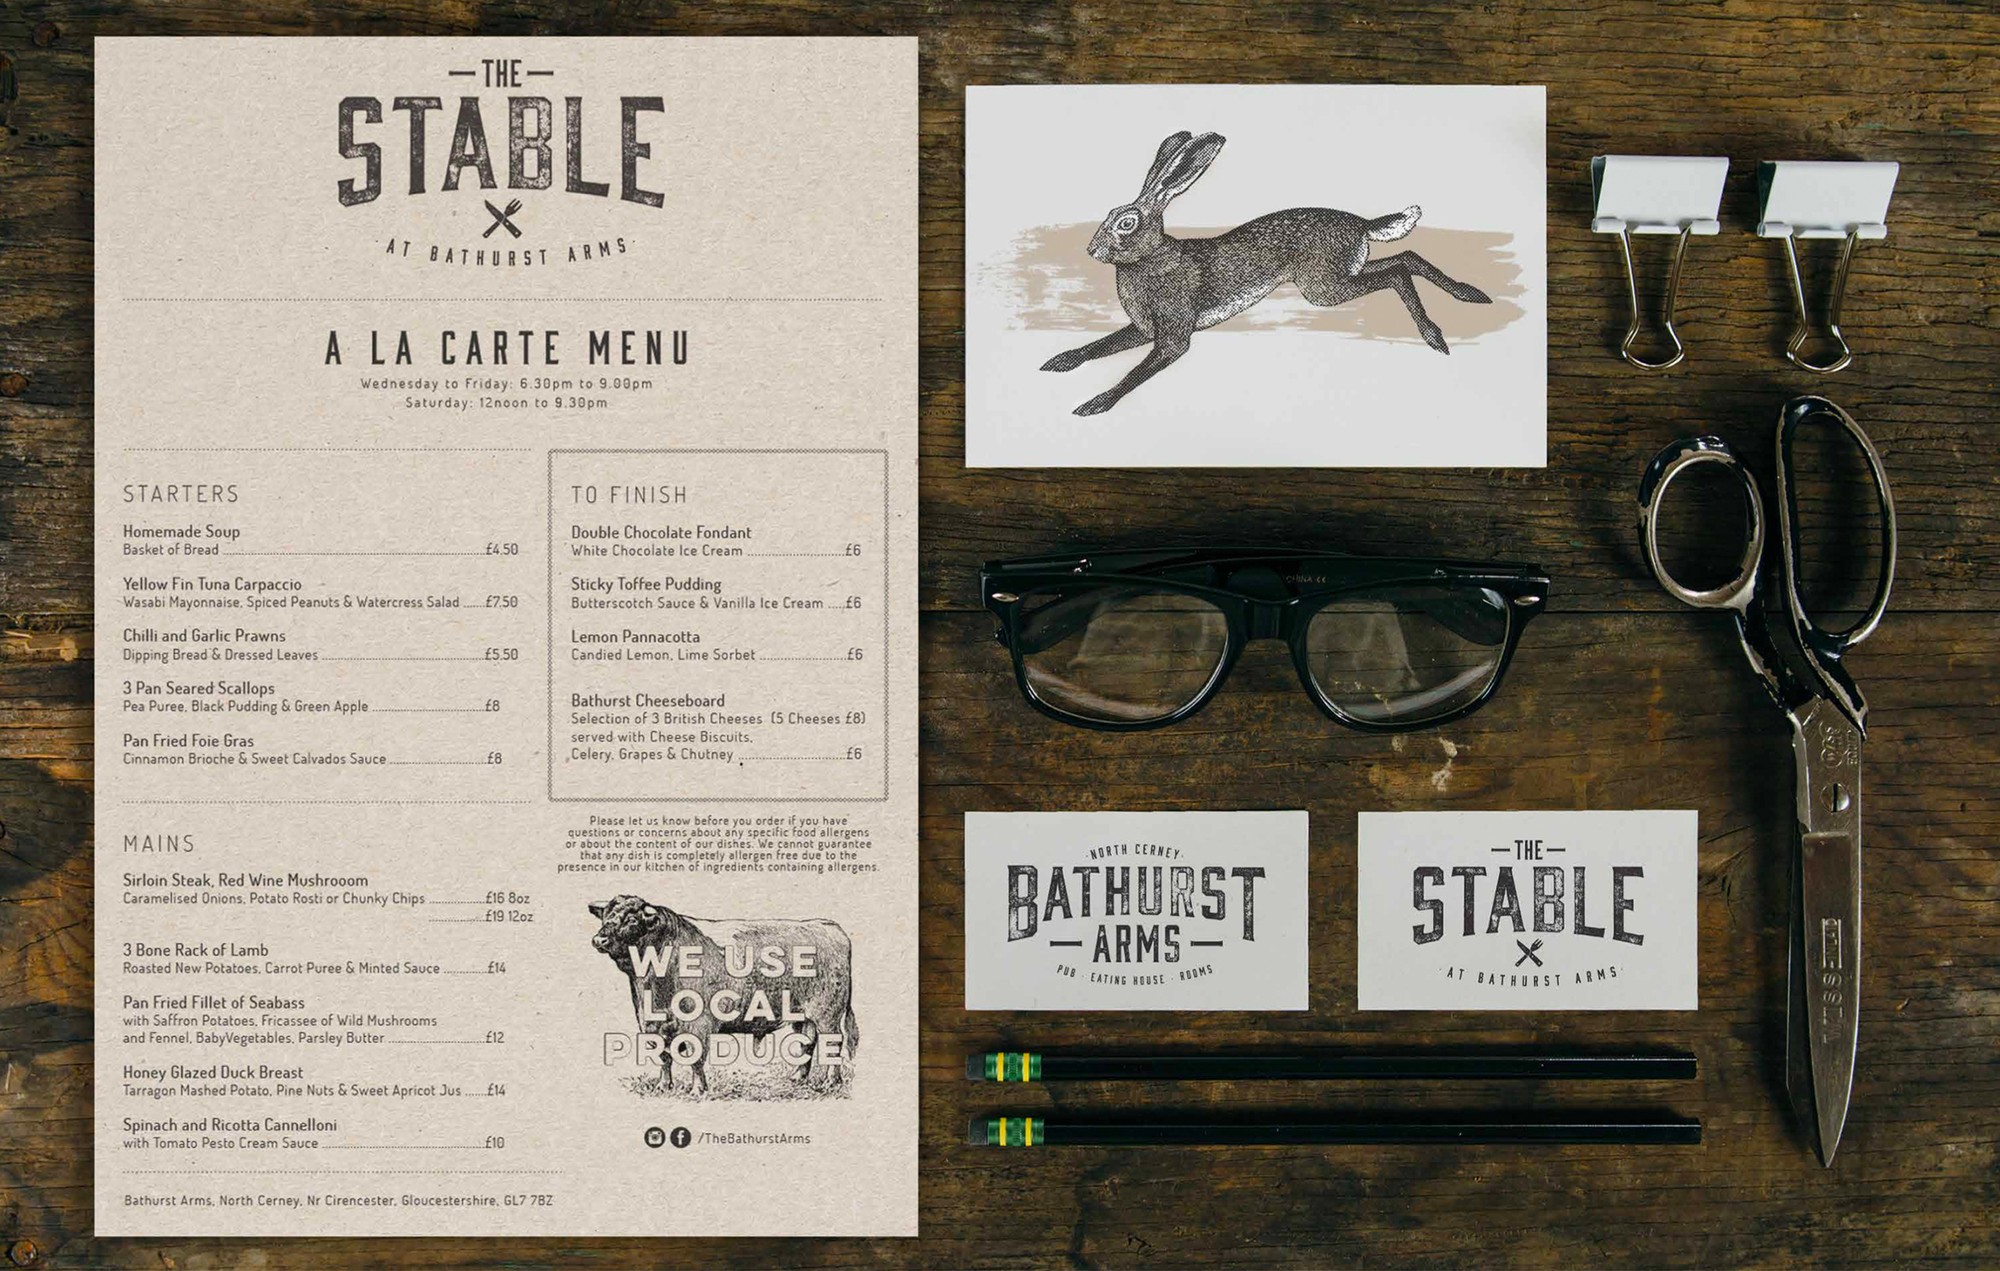 THE
STABLE
AT BATHURST ARMS
A LA CARTE MENU
Wednesday to Friday: 6.30pm to 9.00pm
Saturday: 12noon to 9.30pm
STARTERS
Homemade Soup
Basket of Bread £4.50
Yellow Fin Tuna Carpaccio
Wasabi Mayonnaise, Spiced Peanuts & Watercress Salad £7.50
Chilli and Garlic Prawns
Dipping Bread & Dressed Leaves £5.50
3 Pan Seared Scallops
Pea Puree, Black Pudding & Green Apple £8
Pan Fried Foie Gras
Cinnamon Brioche & Sweet Calvados Sauce £8
MAINS
Sirloin Steak, Red Wine Mushrooom
Caramelised Onions, Potato Rosti or Chunky Chips £16 8oz
£19 12oz
3 Bone Rack of Lamb
Roasted New Potatoes, Carrot Puree & Minted Sauce £14
Pan Fried Fillet of Seabass
with Saffron Potatoes, Fricassee of Wild Mushrooms
and Fennel, BabyVegetables, Parsley Butter £12
Honey Glazed Duck Breast
Tarragon Mashed Potato, Pine Nuts & Sweet Apricot Jus £14
Spinach and Ricotta Cannelloni
with Tomato Pesto Cream Sauce £10
Bathurst Arms, North Cerney, Nr Cirencester, Gloucestershire, GL7 7BZ
TO FINISH
Double Chocolate Fondant
White Chocolate Ice Cream £6
Sticky Toffee Pudding
Butterscotch Sauce & Vanilla Ice Cream £6
Lemon Pannacotta
Candied Lemon, Lime Sorbet £6
Bathurst Cheeseboard
Selection of 3 British Cheeses (5 Cheeses £8)
served with Cheese Biscuits,
Celery, Grapes & Chutney £6
Please let us know before you order if you have
questions or concerns about any specific food allergens
or about the content of our dishes. We cannot guarantee
that any dish is completely allergen free due to the
presence in our kitchen of ingredients containing allergens.
WE USE
LOCAL
PRODUCE
/TheBathurstArms
CHINA CE
NORTH CERNEY
BATHURST
ARMS
PUB · EATING HOUSE · ROOMS
THE
STABLE
AT BATHURST ARMS